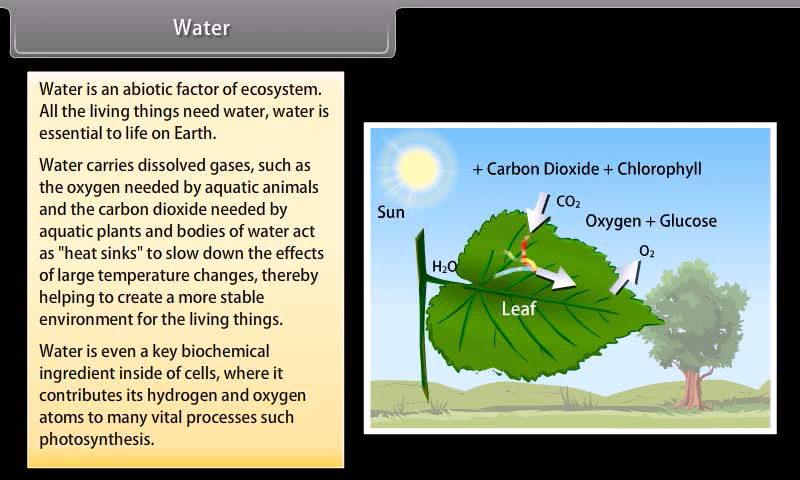 Water
Water is an abiotic factor of ecosystem.
All the living things need water, water is
essential to life on Earth.
Water carries dissolved gases, such as
the oxygen needed by aquatic animals
and the carbon dioxide needed by
aquatic plants and bodies of water act
as "heat sinks" to slow down the effects
of large temperature changes, thereby
helping to create a more stable
environment for the living things.
Water is even a key biochemical
ingredient inside of cells, where it
contributes its hydrogen and oxygen
atoms to many vital processes such
photosynthesis.
+ Carbon Dioxide + Chlorophyll
Sun
CO₂
Oxygen + Glucose
O₂
H₂O
Leaf